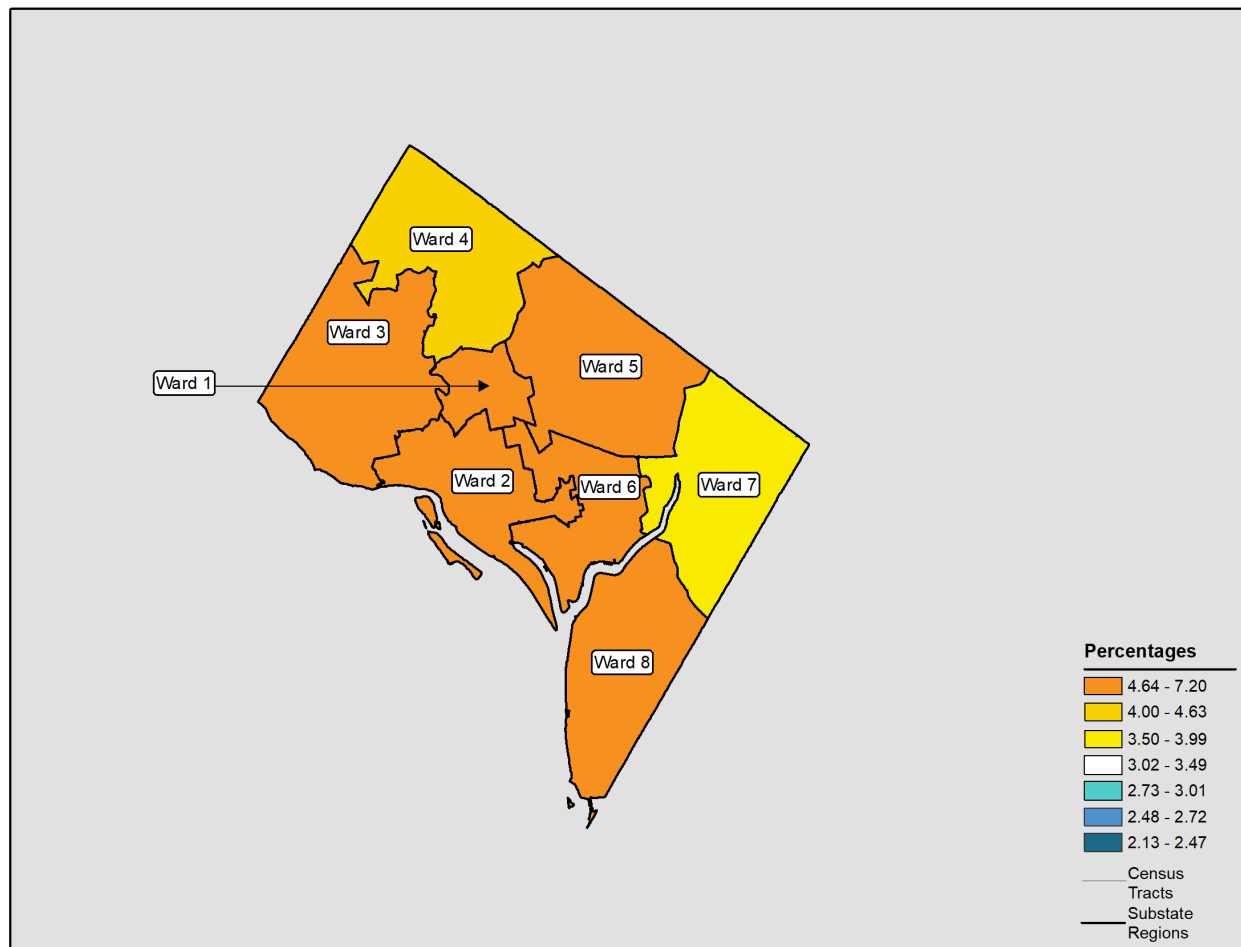 Ward 4
Ward 3
Ward 5
Ward 1
Ward 2
Ward 6
Ward 7
Ward 8
Percentages
4.64 - 7.20
4.00 - 4.63
3.50 - 3.99
3.02 - 3.49
2.73 - 3.01
2.48 - 2.72
2.13 - 2.47
Census
Tracts
Substate
Regions